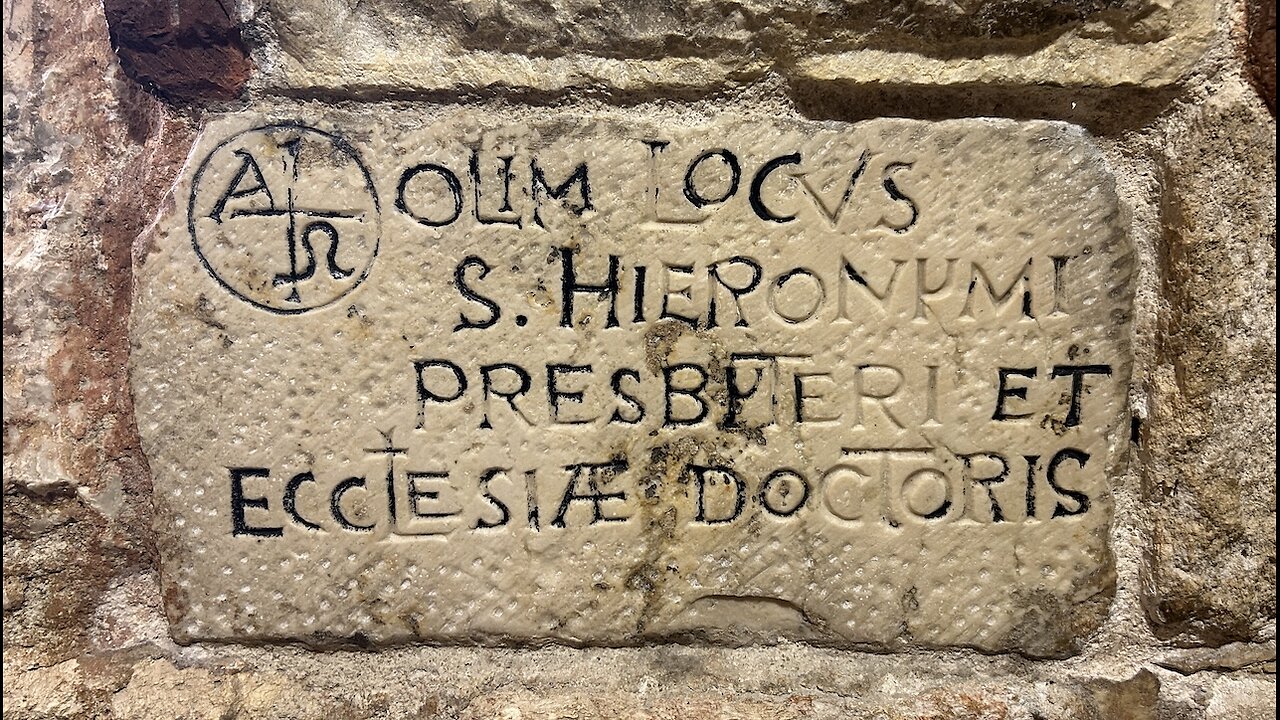 Α Ω OLIM LOCVS
S. HIERONYMI
PRESBYTERI ET
ECCLESIÆ DOCTORIS